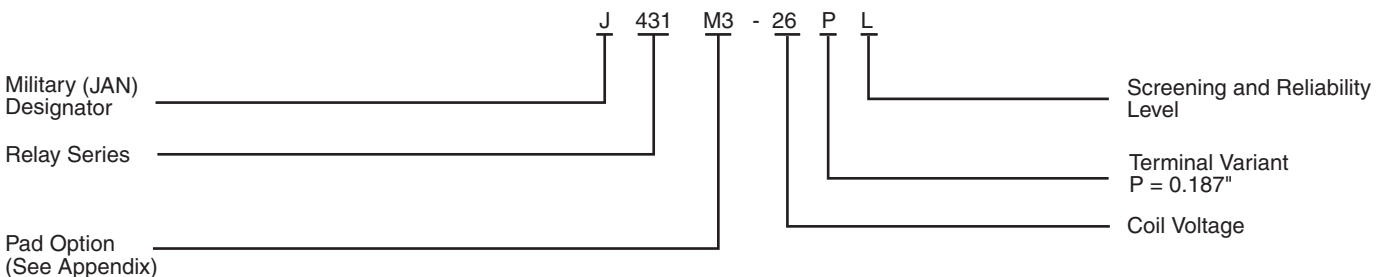 J 431 M3 - 26 P L
Military (JAN)
Designator
Relay Series
Pad Option
(See Appendix)
Screening and Reliability
Level
Terminal Variant
P = 0.187"
Coil Voltage